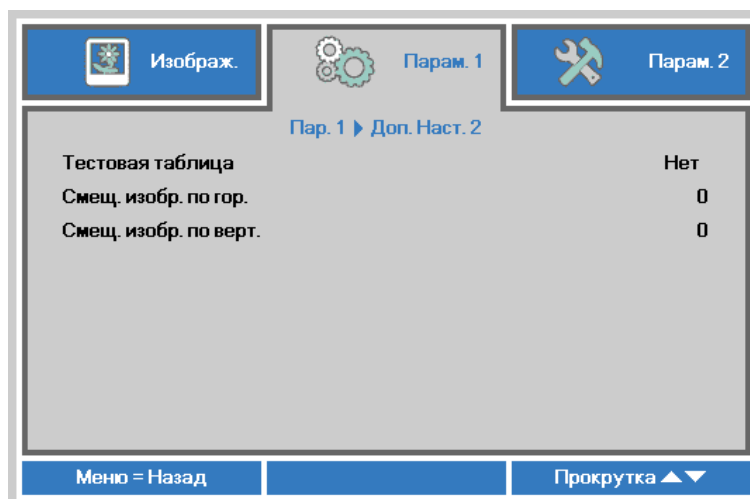 Изображ. Парам. 1 Парам. 2
Пар. 1 ▶ Доп. Наст. 2
Тестовая таблица Нет
Смещ. изобр. по гор. 0
Смещ. изобр. по верт. 0
Меню = Назад Прокрутка ▲▼